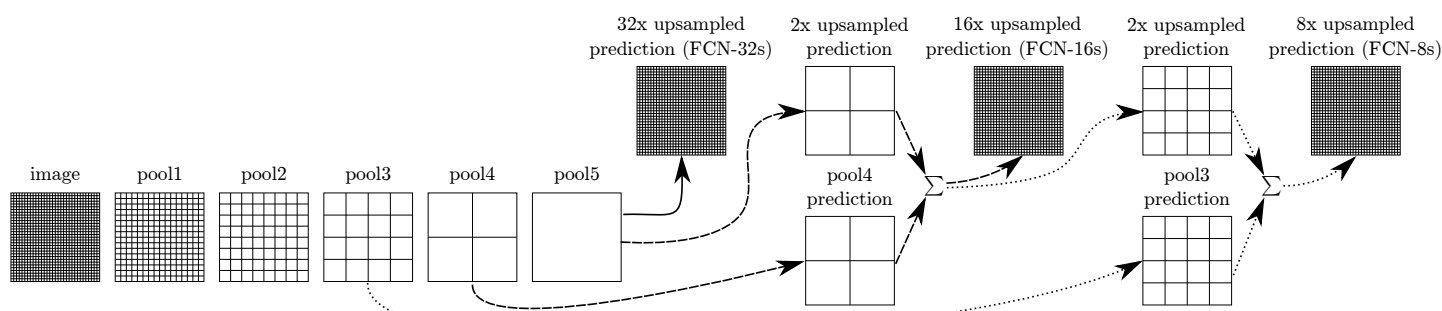 32x upsampled
prediction (FCN-32s)
2x upsampled
prediction
16x upsampled
prediction (FCN-16s)
2x upsampled
prediction
8x upsampled
prediction (FCN-8s)
image
pool1
pool2
pool3
pool4
pool5
pool4
prediction
∑
pool3
prediction
∑